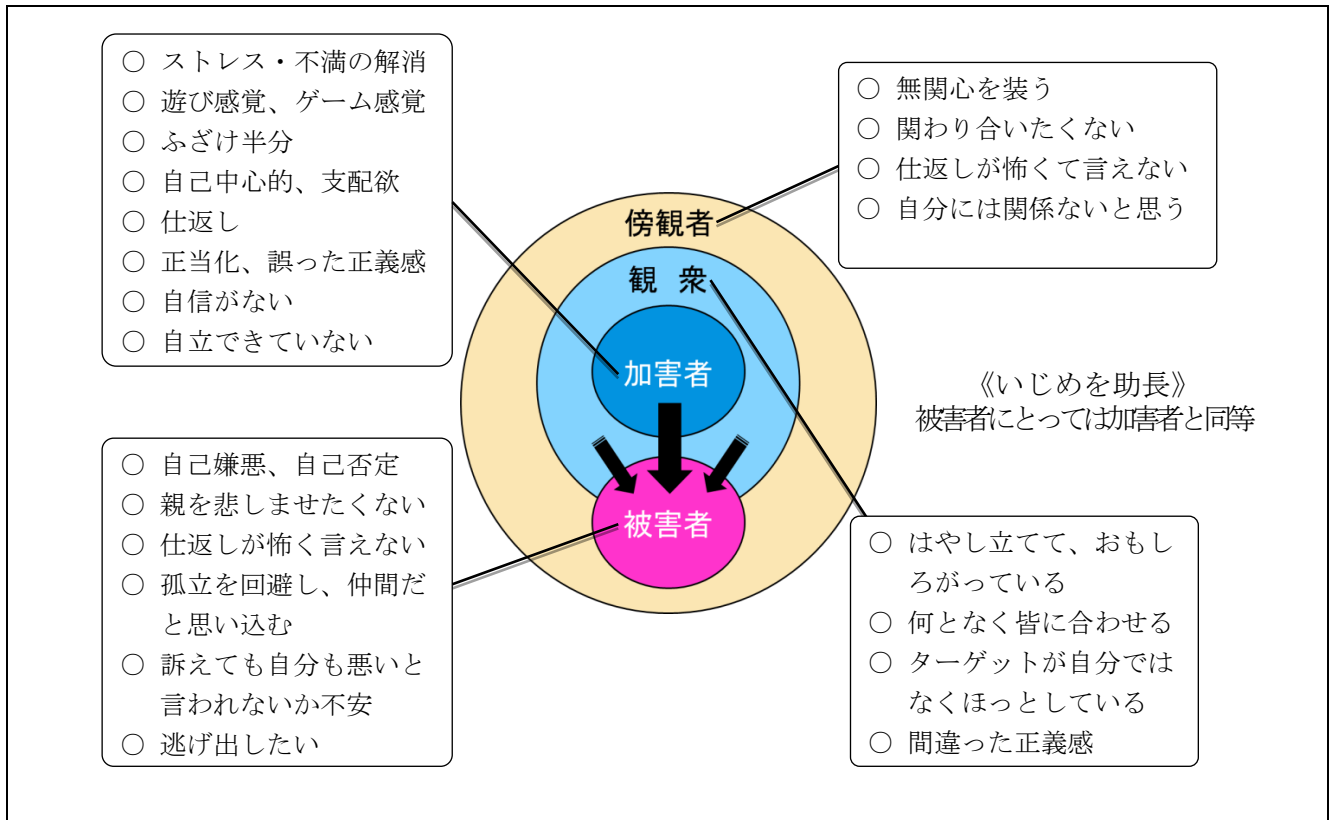 ○ ストレス・不満の解消
○ 遊び感覚、ゲーム感覚
○ ふざけ半分
○ 自己中心的、支配欲
○ 仕返し
○ 正当化、誤った正義感
○ 自信がない
○ 自立できていない
○ 無関心を装う
○ 関わり合いたくない
○ 仕返しが怖くて言えない
○ 自分には関係ないと思う
傍観者
観 衆
加害者
被害者
《いじめを助長》
被害者にとっては加害者と同等
○ 自己嫌悪、自己否定
○ 親を悲しませたくない
○ 仕返しが怖く言えない
○ 孤立を回避し、仲間だ
と思い込む
○ 訴えても自分も悪いと
言われないか不安
○ 逃げ出したい
○ はやし立てて、おもし
ろがっている
○ 何となく皆に合わせる
○ ターゲットが自分では
なくほっとしている
○ 間違った正義感